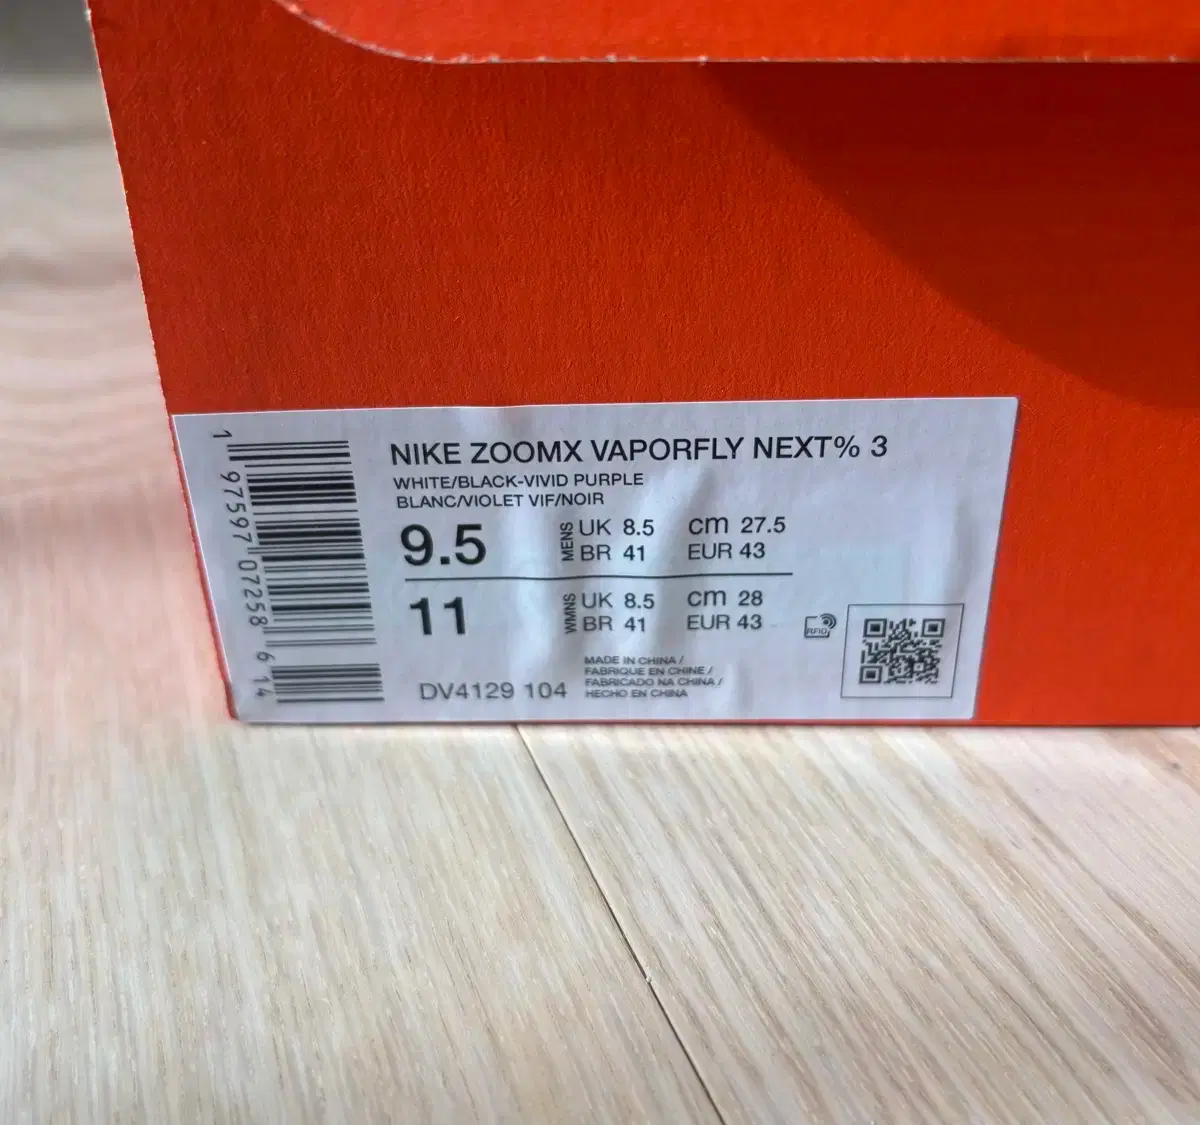 NIKE ZOOMX VAPORFLY NEXT% 3
WHITE/BLACK-VIVID PURPLE
BLANC/VIOLET VIF/NOIR
9.5 MENS UK 8.5 cm 27.5
BR 41 EUR 43
11 WMNS UK 8.5 cm 28
BR 41 EUR 43
RFID
MADE IN CHINA /
FABRIQUE EN CHINE /
FABRICADO NA CHINA /
HECHO EN CHINA
DV4129 104
1 97597 07258 6 14